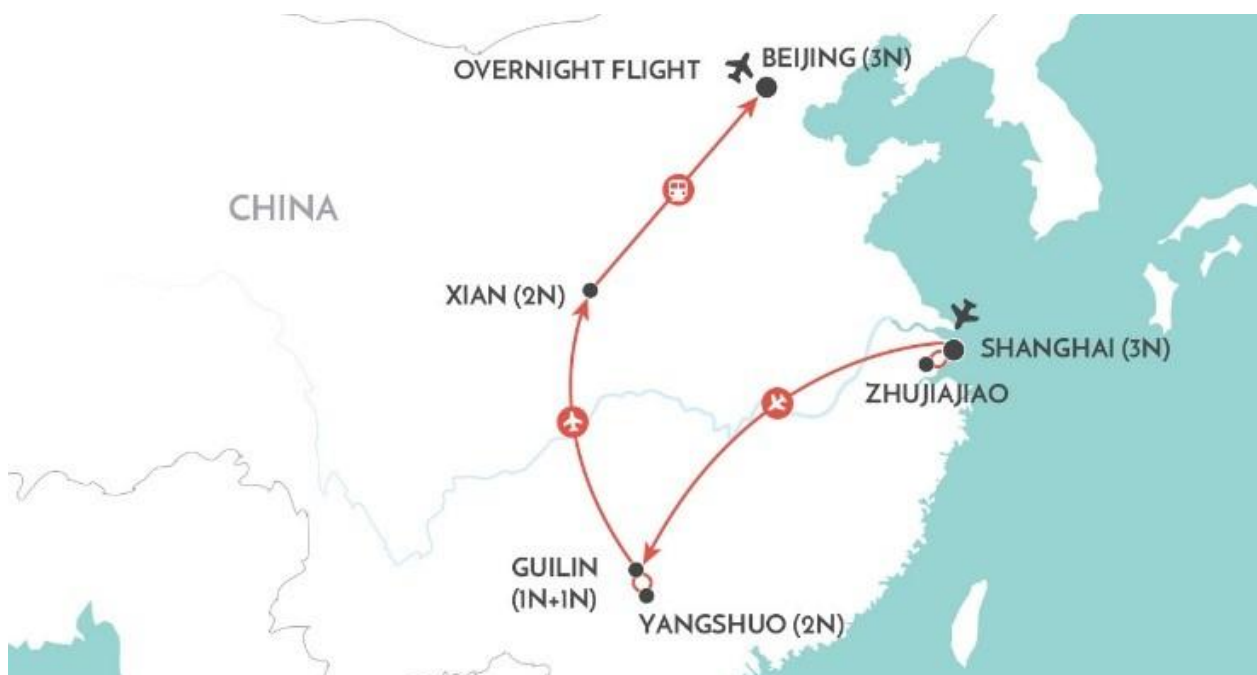 OVERNIGHT FLIGHT
BEIJING (3N)
CHINA
XIAN (2N)
SHANGHAI (3N)
ZHUJIAJIAO
GUILIN
(1N+1N)
YANGSHUO (2N)